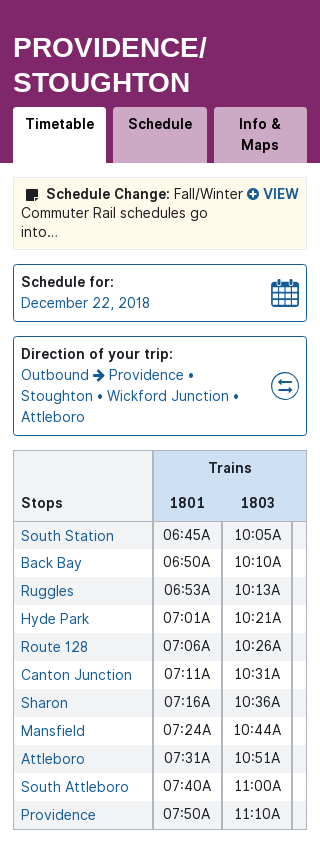 PROVIDENCE/
STOUGHTON
Timetable
Schedule
Info &
Maps
Schedule Change: Fall/Winter VIEW
Commuter Rail schedules go
into...
Schedule for:
December 22, 2018
Direction of your trip:
Outbound → Providence •
Stoughton • Wickford Junction •
Attleboro
Trains
Stops 1801 1803
South Station 06:45A 10:05A
Back Bay 06:50A 10:10A
Ruggles 06:53A 10:13A
Hyde Park 07:01A 10:21A
Route 128 07:06A 10:26A
Canton Junction 07:11A 10:31A
Sharon 07:16A 10:36A
Mansfield 07:24A 10:44A
Attleboro 07:31A 10:51A
South Attleboro 07:40A 11:00A
Providence 07:50A 11:10A